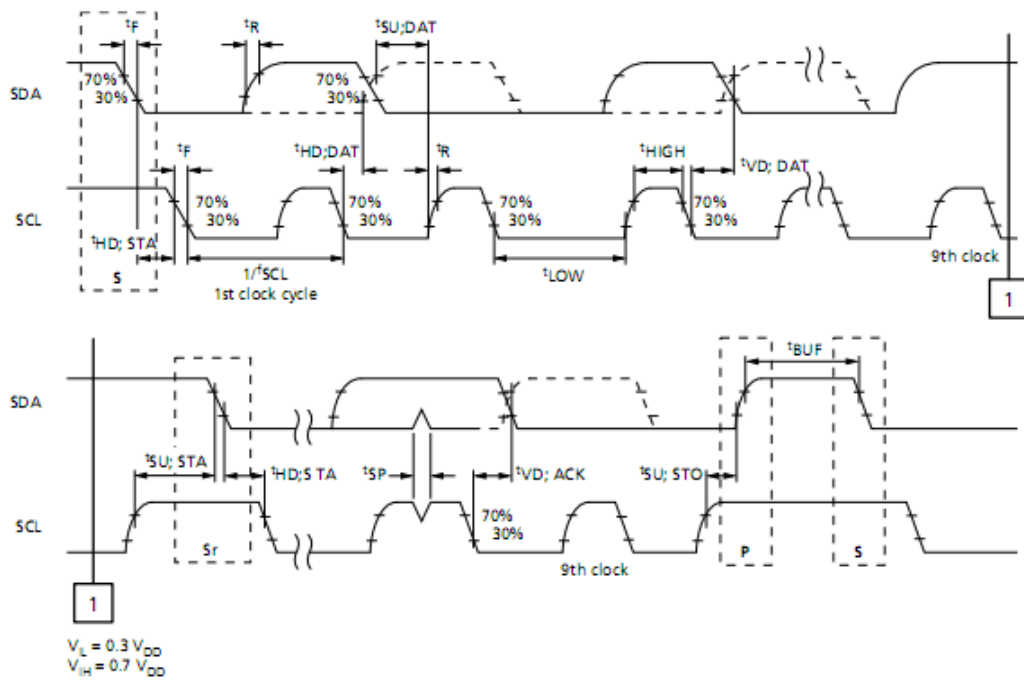 tF
tR
tSU;DAT
70%
30%
70%
30%
SDA
tF
tHD;DAT
tR
tHIGH
tVD; DAT
70%
30%
70%
30%
70%
30%
SCL
tHD; STA
S
1/fSCL
1st clock cycle
tLOW
9th clock
1
tBUF
SDA
tSU; STA
tHD;S TA
tSP
tVD; ACK
tSU; STO
70%
30%
SCL
Sr
9th clock
P
S
1
VIL = 0.3 VDD
VIH = 0.7 VDD